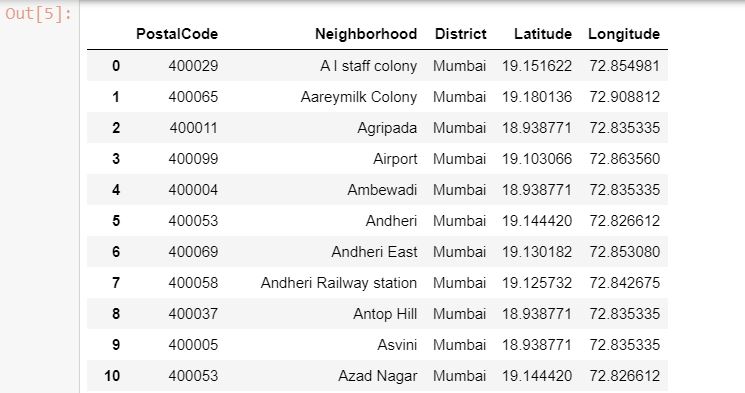 Out[5]:
PostalCode Neighborhood District Latitude Longitude
0 400029 A I staff colony Mumbai 19.151622 72.854981
1 400065 Aareymilk Colony Mumbai 19.180136 72.908812
2 400011 Agripada Mumbai 18.938771 72.835335
3 400099 Airport Mumbai 19.103066 72.863560
4 400004 Ambewadi Mumbai 18.938771 72.835335
5 400053 Andheri Mumbai 19.144420 72.826612
6 400069 Andheri East Mumbai 19.130182 72.853080
7 400058 Andheri Railway station Mumbai 19.125732 72.842675
8 400037 Antop Hill Mumbai 18.938771 72.835335
9 400005 Asvini Mumbai 18.938771 72.835335
10 400053 Azad Nagar Mumbai 19.144420 72.826612